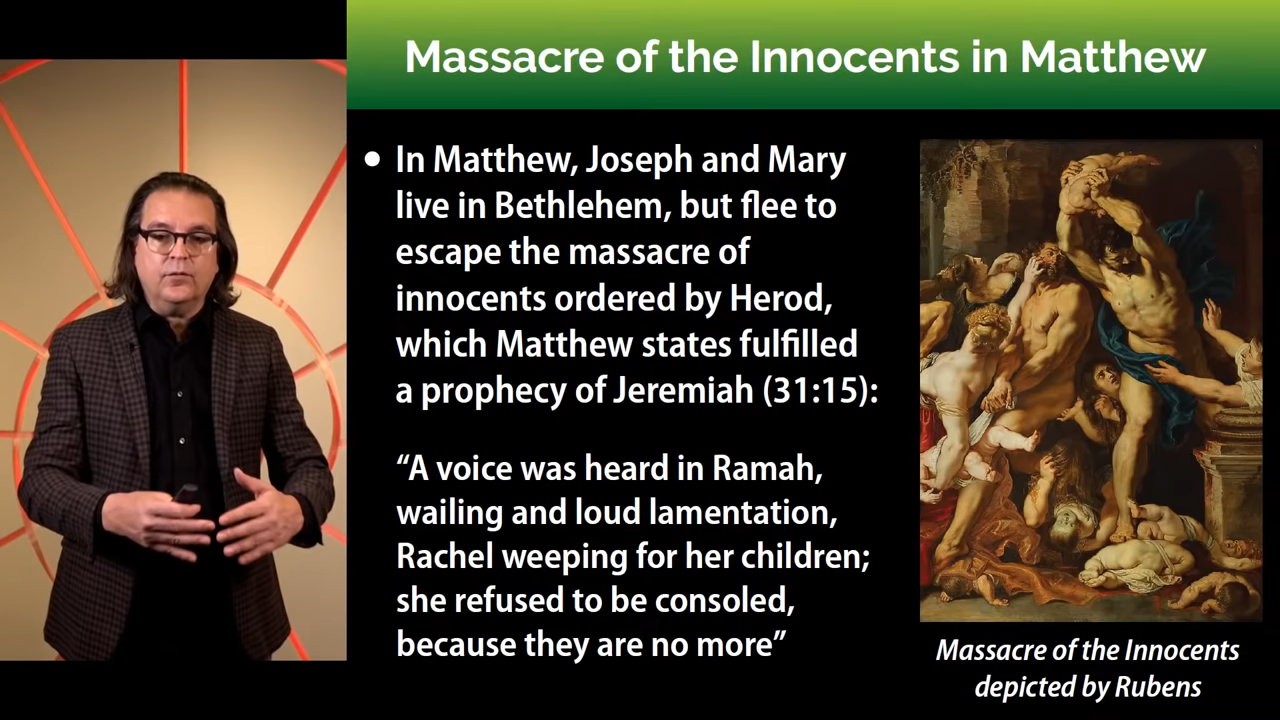 Massacre of the Innocents in Matthew
• In Matthew, Joseph and Mary
live in Bethlehem, but flee to
escape the massacre of
innocents ordered by Herod,
which Matthew states fulfilled
a prophecy of Jeremiah (31:15):
“A voice was heard in Ramah,
wailing and loud lamentation,
Rachel weeping for her children;
she refused to be consoled,
because they are no more”
Massacre of the Innocents
depicted by Rubens